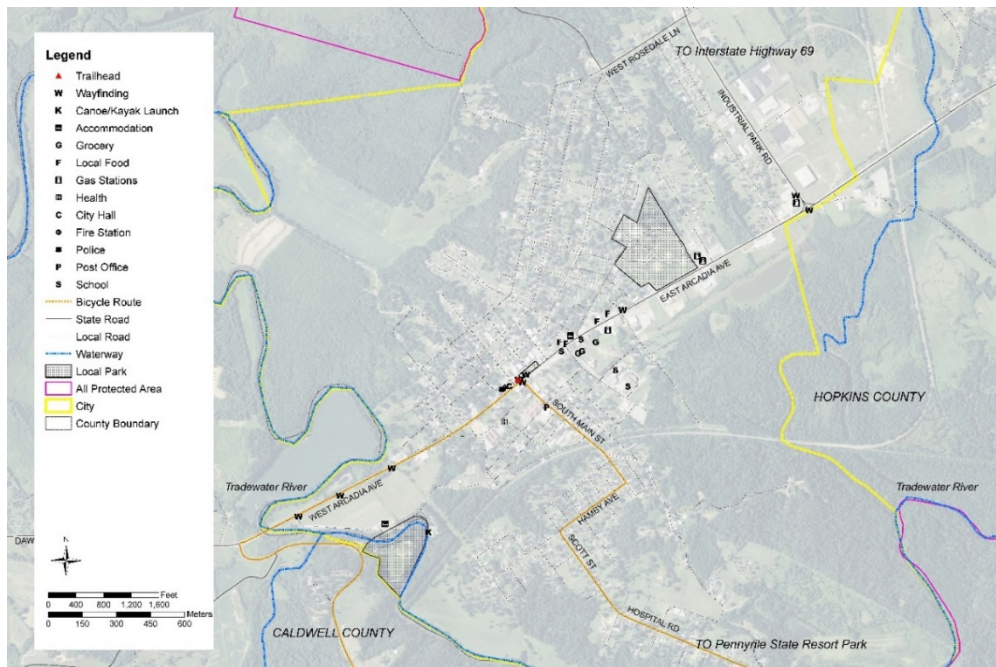 Legend
Trailhead
W Wayfinding
K Canoe/Kayak Launch
Accommodation
G Grocery
F Local Food
Gas Stations
Health
C City Hall
Fire Station
Police
P Post Office
S School
Bicycle Route
State Road
Local Road
Waterway
Local Park
All Protected Area
City
County Boundary
N
Feet
0 400 800 1,200 1,600
Meters
0 150 300 450 600
TO Interstate Highway 69
WEST ROSEDALE LN
INDUSTRIAL PARK RD
W
W
EAST ARCADIA AVE
W
F
F
F
F
S
S
G
G
S
S
W
W
C
P
SOUTH MAIN ST
HOPKINS COUNTY
Tradewater River
W
W
W
WEST ARCADIA AVE
HAMBY AVE
SCOTT ST
Tradewater River
DAW
K
HOSPITAL RD
CALDWELL COUNTY
TO Pennyrile State Resort Park